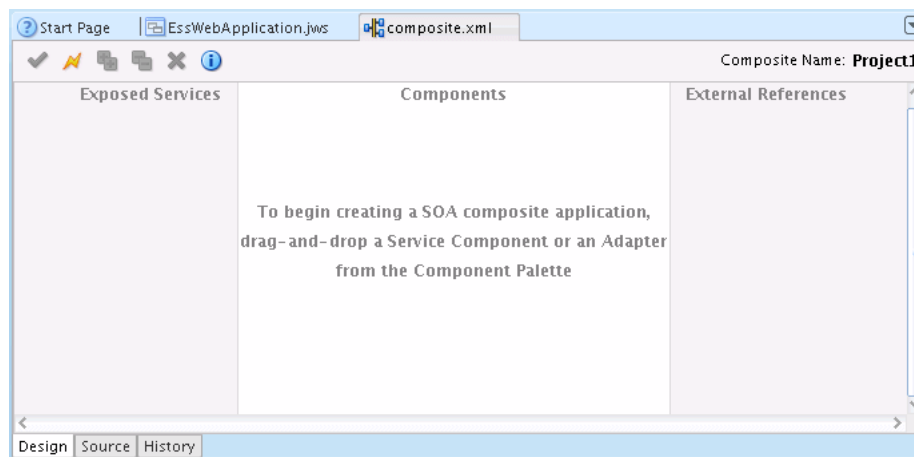 Start Page EssWebApplication.jws composite.xml
Composite Name: Project1
Exposed Services Components External References
To begin creating a SOA composite application,
drag-and-drop a Service Component or an Adapter
from the Component Palette
Design Source History